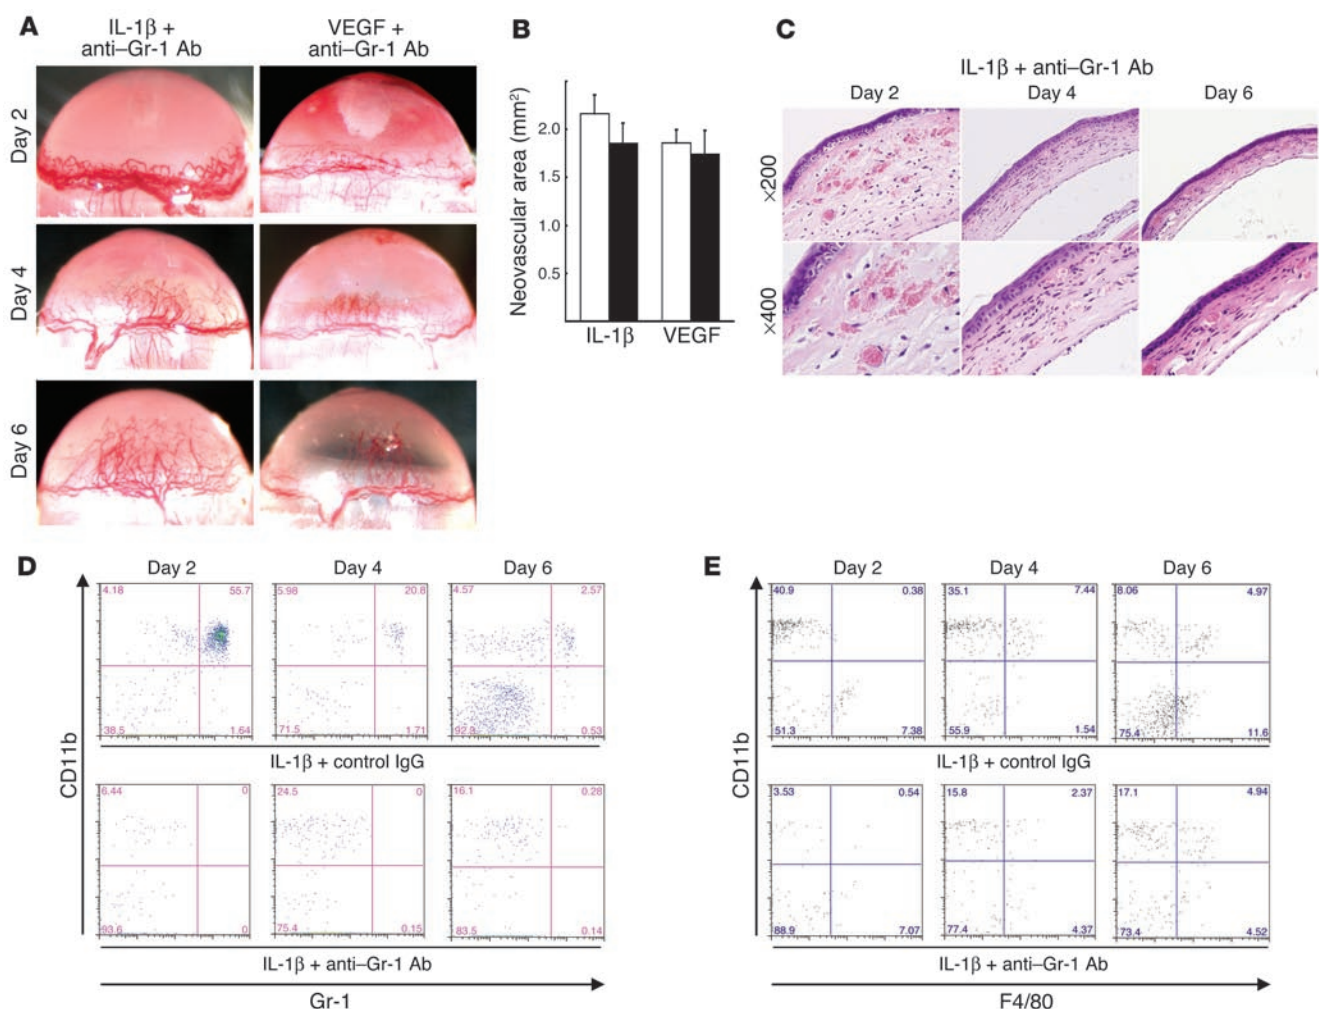 A
IL-1β +
anti–Gr-1 Ab
VEGF +
anti–Gr-1 Ab
Day 2
Day 4
Day 6
B
Neovascular area (mm²)
2.0
1.5
1.0
0.5
IL-1β VEGF
C
IL-1β + anti–Gr-1 Ab
Day 2 Day 4 Day 6
×200
×400
D
Day 2 Day 4 Day 6
4.18 55.7 5.98 20.8 4.57 2.57
38.5 1.64 71.5 1.71 92.3 0.53
IL-1β + control IgG
CD11b
6.44 0 24.5 0 16.1 0.28
93.6 0 75.4 0.15 83.5 0.14
IL-1β + anti–Gr-1 Ab
Gr-1
E
Day 2 Day 4 Day 6
40.9 0.38 35.1 7.44 8.06 4.97
51.3 7.38 55.9 1.54 75.4 11.6
IL-1β + control IgG
CD11b
3.53 0.54 15.8 2.37 17.1 4.94
88.9 7.07 77.4 4.37 73.4 4.52
IL-1β + anti–Gr-1 Ab
F4/80